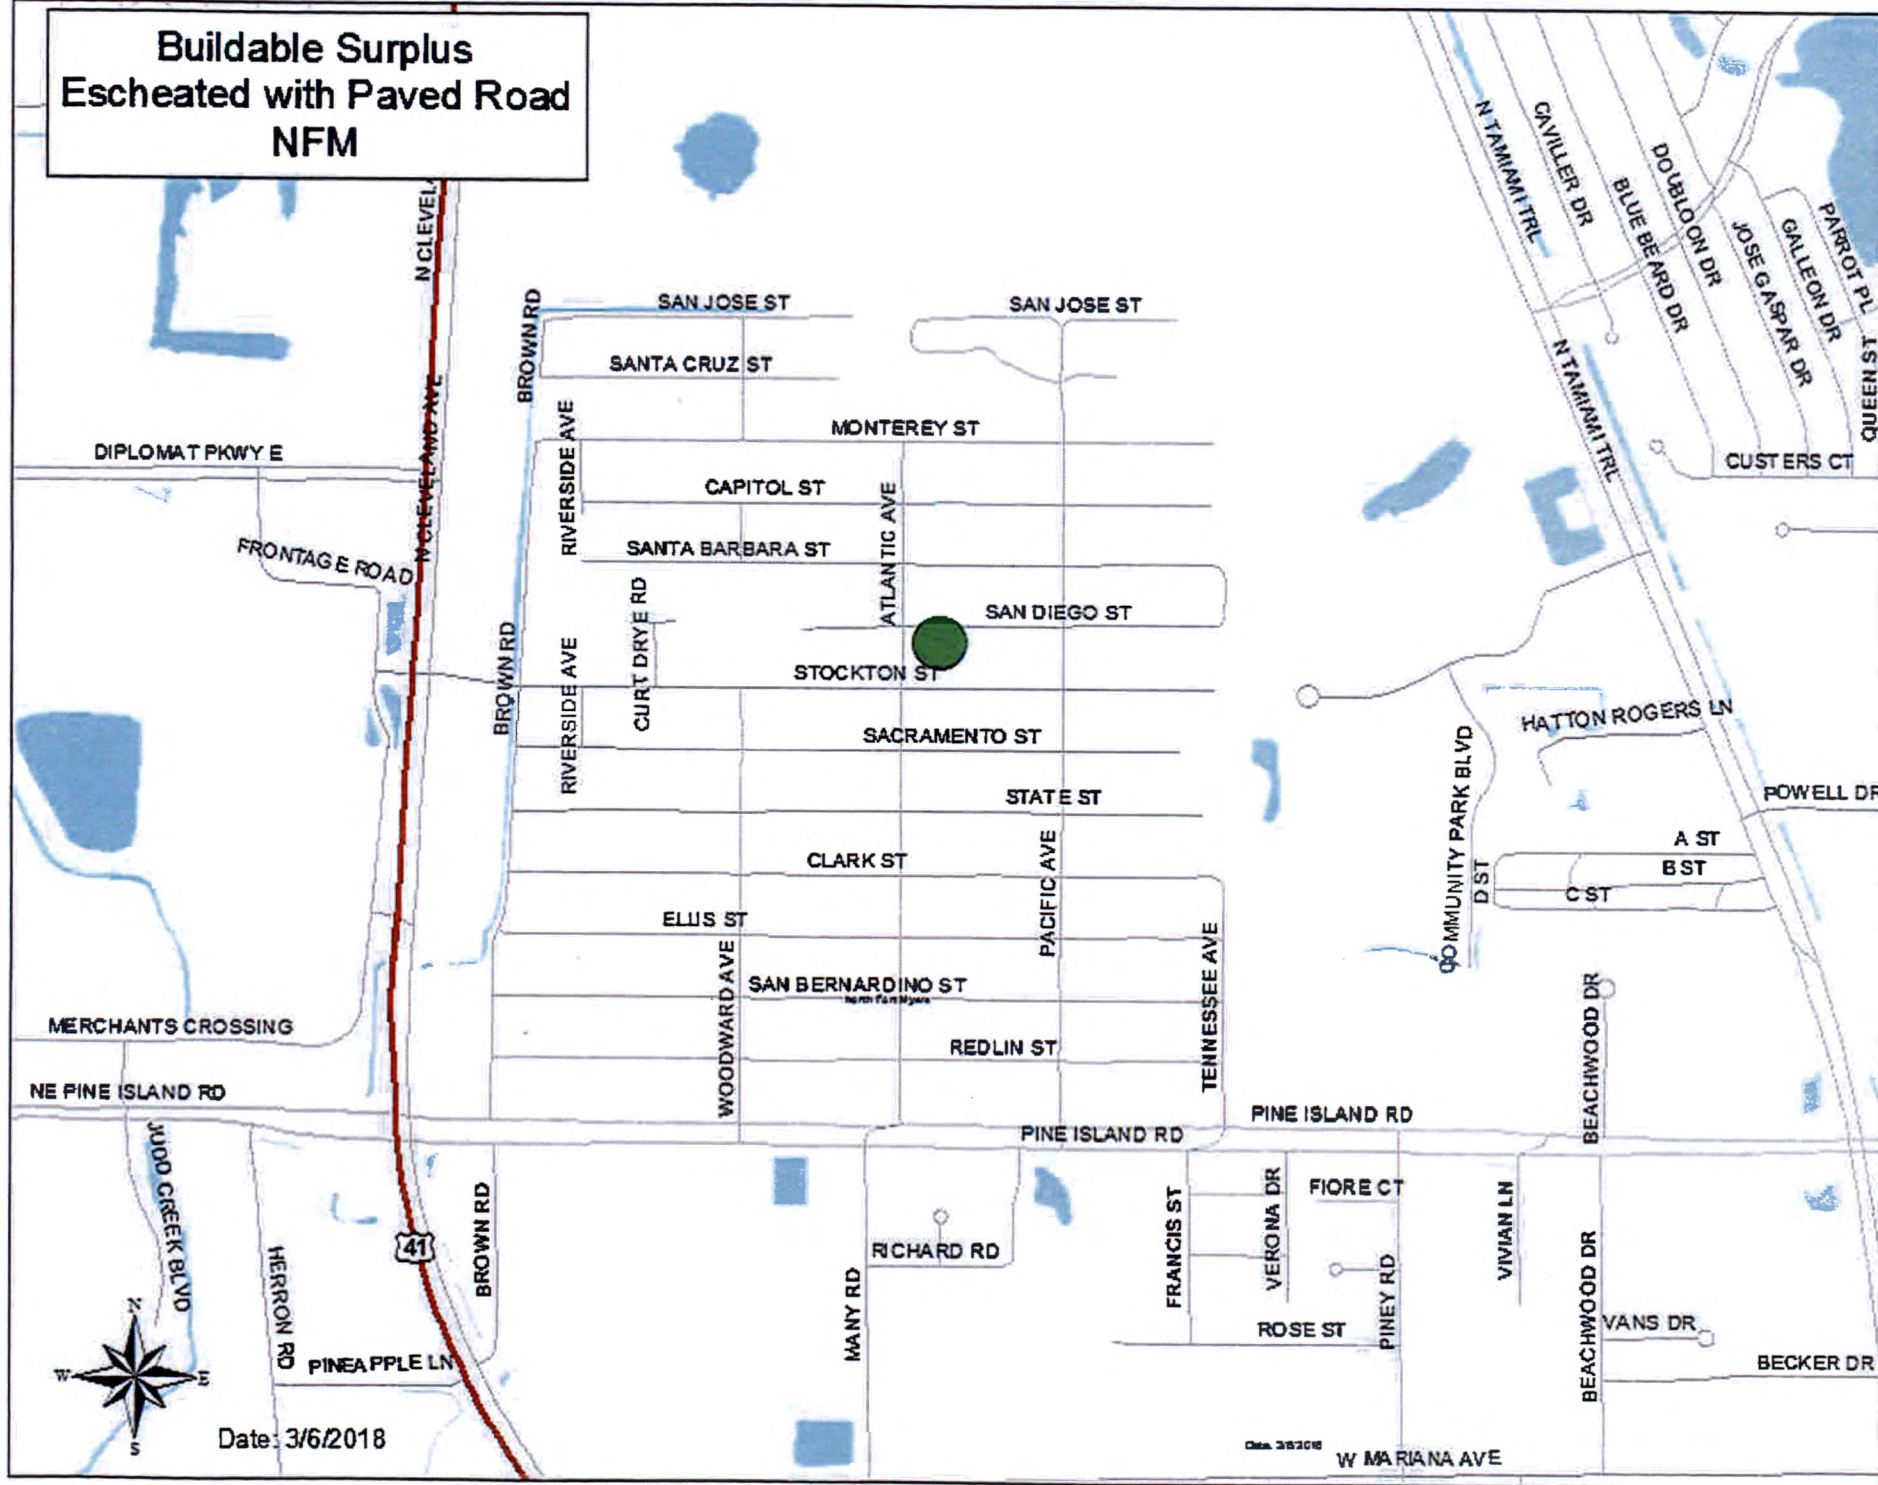 Buildable Surplus
Escheated with Paved Road
NFM
N CLEVEL
N TAMIAMI TRL
CAVILLER DR
BLUE BEARD DR
DOUBLOON DR
JOSE GASPAR DR
GALLEON DR
PARROT PL
QUEEN ST
BROWN RD
SAN JOSE ST
SAN JOSE ST
SANTA CRUZ ST
N TAMIAMI TRL
N CLEVELAND AVE
RIVERSIDE AVE
MONTEREY ST
DIPLOMAT PKWY E
CUSTERS CT
CAPITOL ST
ATLANTIC AVE
FRONTAGE ROAD
SANTA BARBARA ST
CURT DRYE RD
SAN DIEGO ST
BROWN RD
RIVERSIDE AVE
STOCKTON ST
HATTON ROGERS LN
SACRAMENTO ST
COMMUNITY PARK BLVD
STATE ST
POWELL DR
PACIFIC AVE
CLARK ST
A ST
B ST
C ST
D ST
ELLIS ST
WOODWARD AVE
TENNESSEE AVE
SAN BERNARDINO ST
North Fort Myers
BEACHWOOD DR
MERCHANTS CROSSING
REDLIN ST
NE PINE ISLAND RD
PINE ISLAND RD
PINE ISLAND RD
JUDD CREEK BLVD
BROWN RD
FRANCIS ST
VERONA DR
FIORE CT
VIVIAN LN
41
RICHARD RD
HERRON RD
MANY RD
PINEY RD
BEACHWOOD DR
N
W
E
S
ROSE ST
VANS DR
PINEAPPLE LN
BECKER DR
Date: 3/6/2018
Date: 3/6/2018
W MARIANA AVE